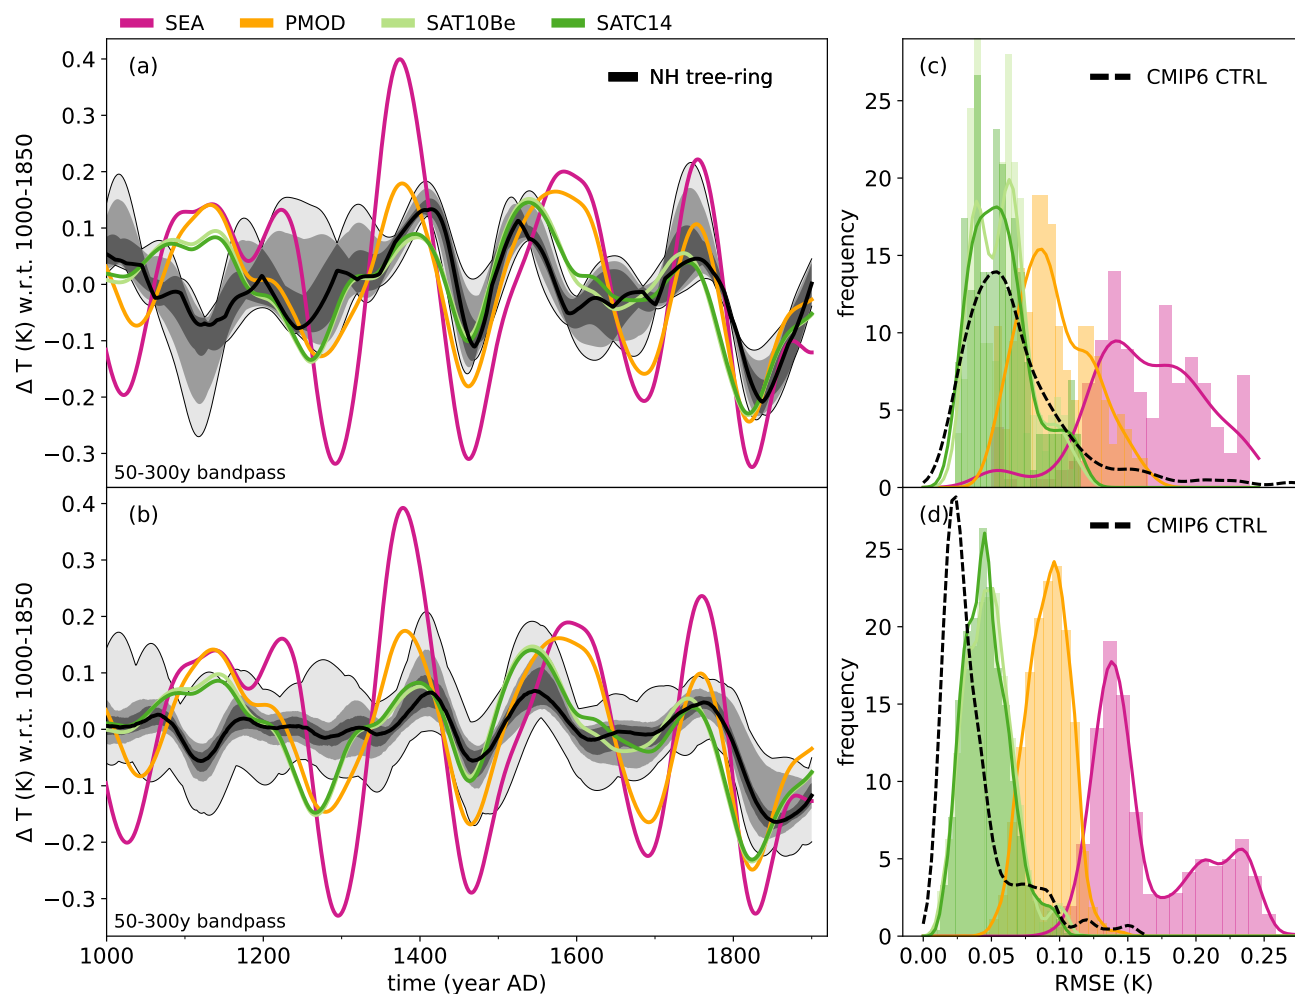 SEA PMOD SAT10Be SATC14
(a)
NH tree-ring
0.4
0.3
0.2
0.1
0.0
−0.1
−0.2
−0.3
Δ T (K) w.r.t. 1000-1850
50-300y bandpass
(c)
CMIP6 CTRL
25
20
15
10
5
0
frequency
(b)
0.4
0.3
0.2
0.1
0.0
−0.1
−0.2
−0.3
Δ T (K) w.r.t. 1000-1850
50-300y bandpass
1000 1200 1400 1600 1800
time (year AD)
(d)
CMIP6 CTRL
25
20
15
10
5
0
frequency
0.00 0.05 0.10 0.15 0.20 0.25
RMSE (K)